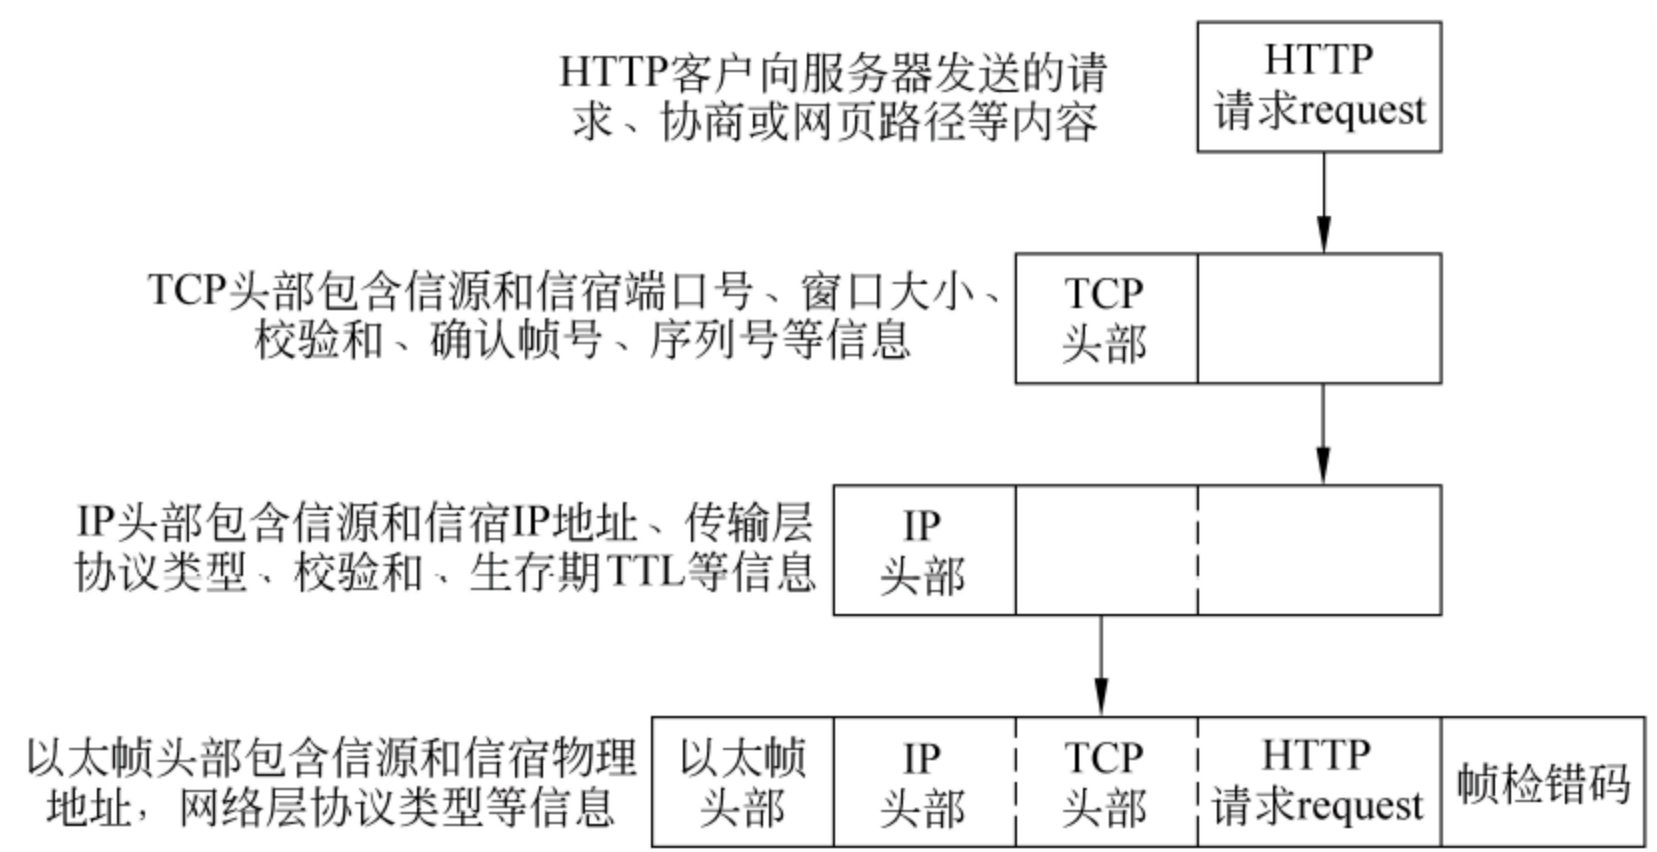 HTTP客户向服务器发送的请
求、协商或网页路径等内容
HTTP
请求request
TCP头部包含信源和信宿端口号、窗口大小、
校验和、确认帧号、序列号等信息
TCP
头部
IP头部包含信源和信宿IP地址、传输层
协议类型、校验和、生存期TTL等信息
IP
头部
以太帧头部包含信源和信宿物理
地址，网络层协议类型等信息
以太帧
头部
IP
头部
TCP
头部
HTTP
请求request
帧检错码